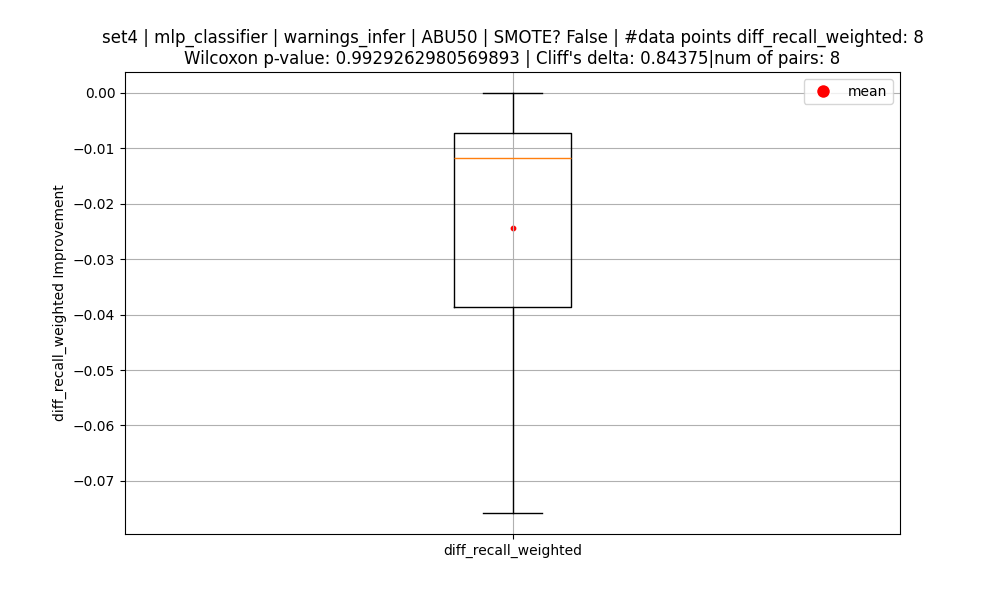 set4 | mlp_classifier | warnings_infer | ABU50 | SMOTE? False | #data points diff_recall_weighted: 8
Wilcoxon p-value: 0.9929262980569893 | Cliff's delta: 0.84375|num of pairs: 8
mean
0.00
−0.01
−0.02
−0.03
−0.04
−0.05
−0.06
−0.07
diff_recall_weighted Improvement
diff_recall_weighted